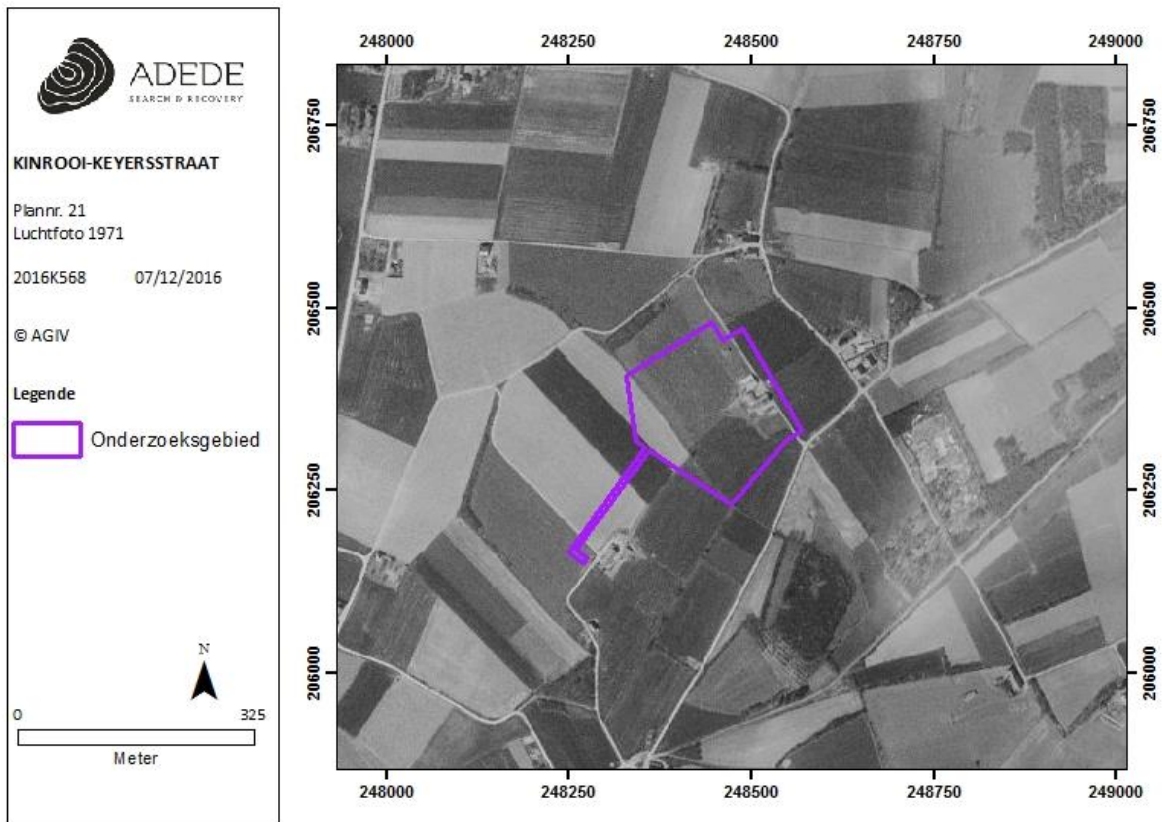 ADEDE
SEARCH & RECOVERY
KINROOI-KEYERSSTRAAT
Plannr. 21
Luchtfoto 1971
2016K568 07/12/2016
© AGIV
Legende
Onderzoeksgebied
N
0 325
Meter
248000 248250 248500 248750 249000
206750 206750
206500 206500
206250 206250
206000 206000
248000 248250 248500 248750 249000